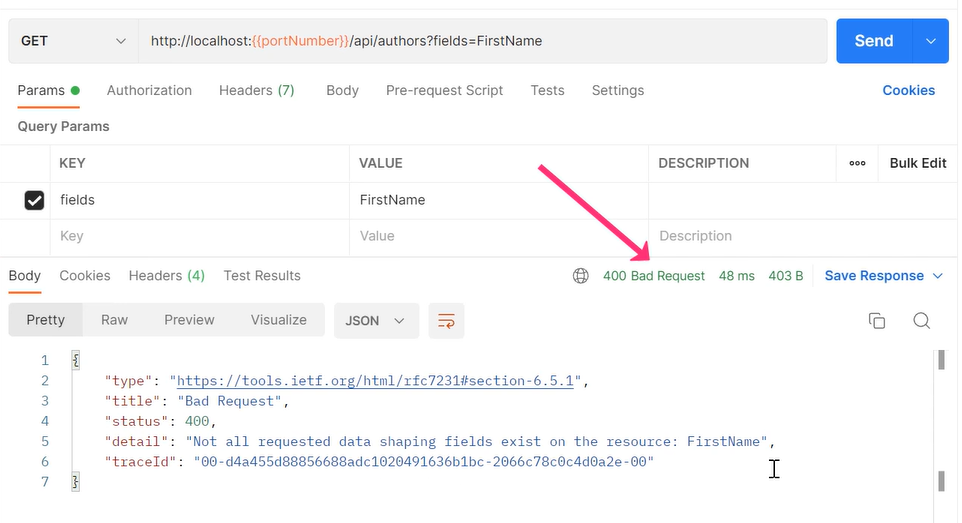 GET http://localhost:{{portNumber}}/api/authors?fields=FirstName Send
Params Authorization Headers (7) Body Pre-request Script Tests Settings Cookies
Query Params
KEY VALUE DESCRIPTION ooo Bulk Edit
fields FirstName
Key Value Description
Body Cookies Headers (4) Test Results 400 Bad Request 48 ms 403 B Save Response
Pretty Raw Preview Visualize JSON
1 {
2 "type": "https://tools.ietf.org/html/rfc7231#section-6.5.1",
3 "title": "Bad Request",
4 "status": 400,
5 "detail": "Not all requested data shaping fields exist on the resource: FirstName",
6 "traceId": "00-d4a455d88856688adc1020491636b1bc-2066c78c0c4d0a2e-00"
7 }